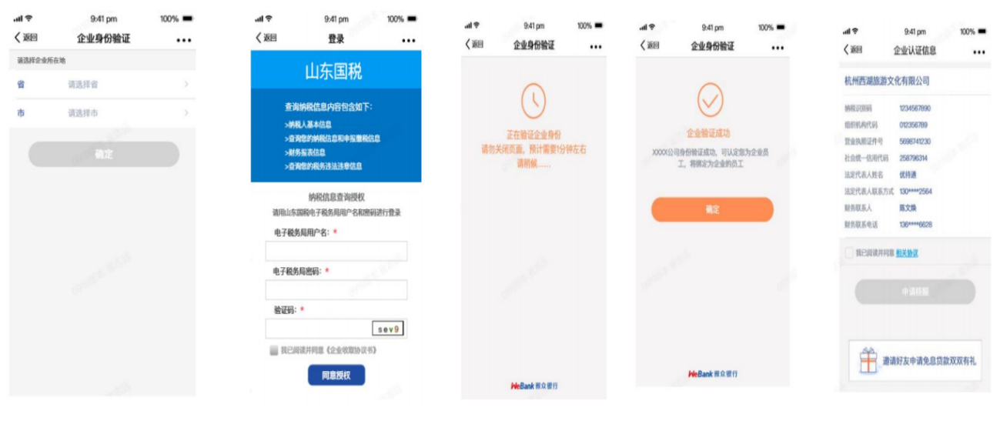 9:41 pm 100%
返回 企业身份验证
请选择企业所在地
省 请选择省
市 请选择市
确定
9:41 pm 100%
返回 登录
山东国税
查询纳税信息内容包含如下：
>纳税人基本信息
>查询您的纳税信息和申报缴税信息
>财务报表信息
>查询您的税务违法违章信息
纳税信息查询授权
请用山东国税电子税务局用户名和密码进行登录
电子税务局用户名： *
电子税务局密码： *
验证码： *
sev9
我已阅读并同意《企业收取协议书》
同意授权
9:41 pm 100%
返回 企业身份验证
正在验证企业身份
请勿关闭页面，预计需要1分钟左右
请稍候……
WeBank 微众银行
9:41 pm 100%
返回 企业身份验证
企业验证成功
XXXX公司身份验证成功，可认定您为企业员
工，将绑定为企业的员工
确定
WeBank 微众银行
9:41 pm 100%
返回 企业认证信息
杭州西湖旅游文化有限公司
纳税识别码 1234567890
组织机构代码 012356789
营业执照证件号 5698741230
社会统一信用代码 258796314
法定代表人姓名 优待通
法定代表人联系方式 130****2564
财务联系人 陈文焕
财务联系电话 136****6628
我已阅读并同意 相关协议
申请核服
邀请好友申请免息贷款双双有礼